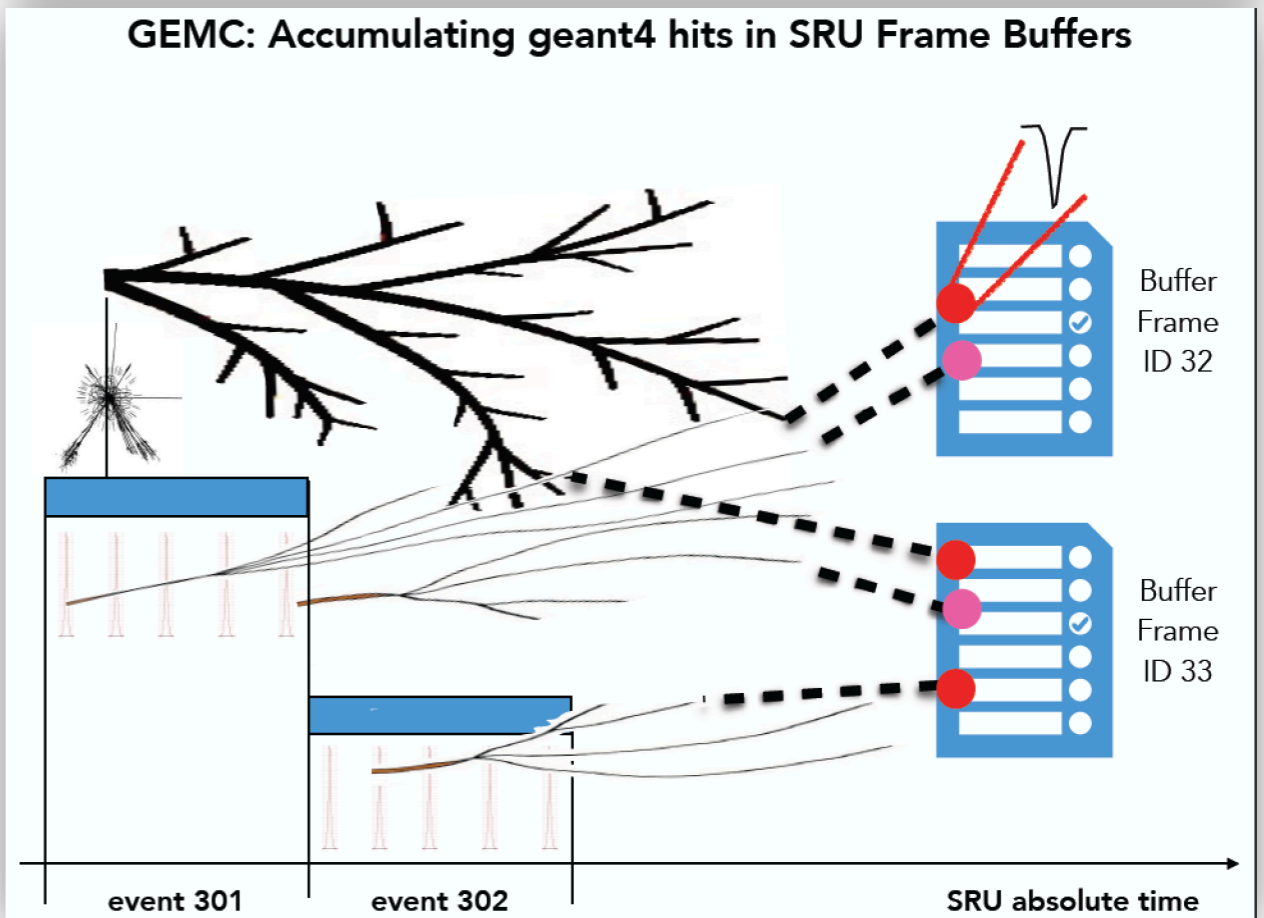 GEMC: Accumulating geant4 hits in SRU Frame Buffers
Buffer
Frame
ID 32
Buffer
Frame
ID 33
event 301
event 302
SRU absolute time